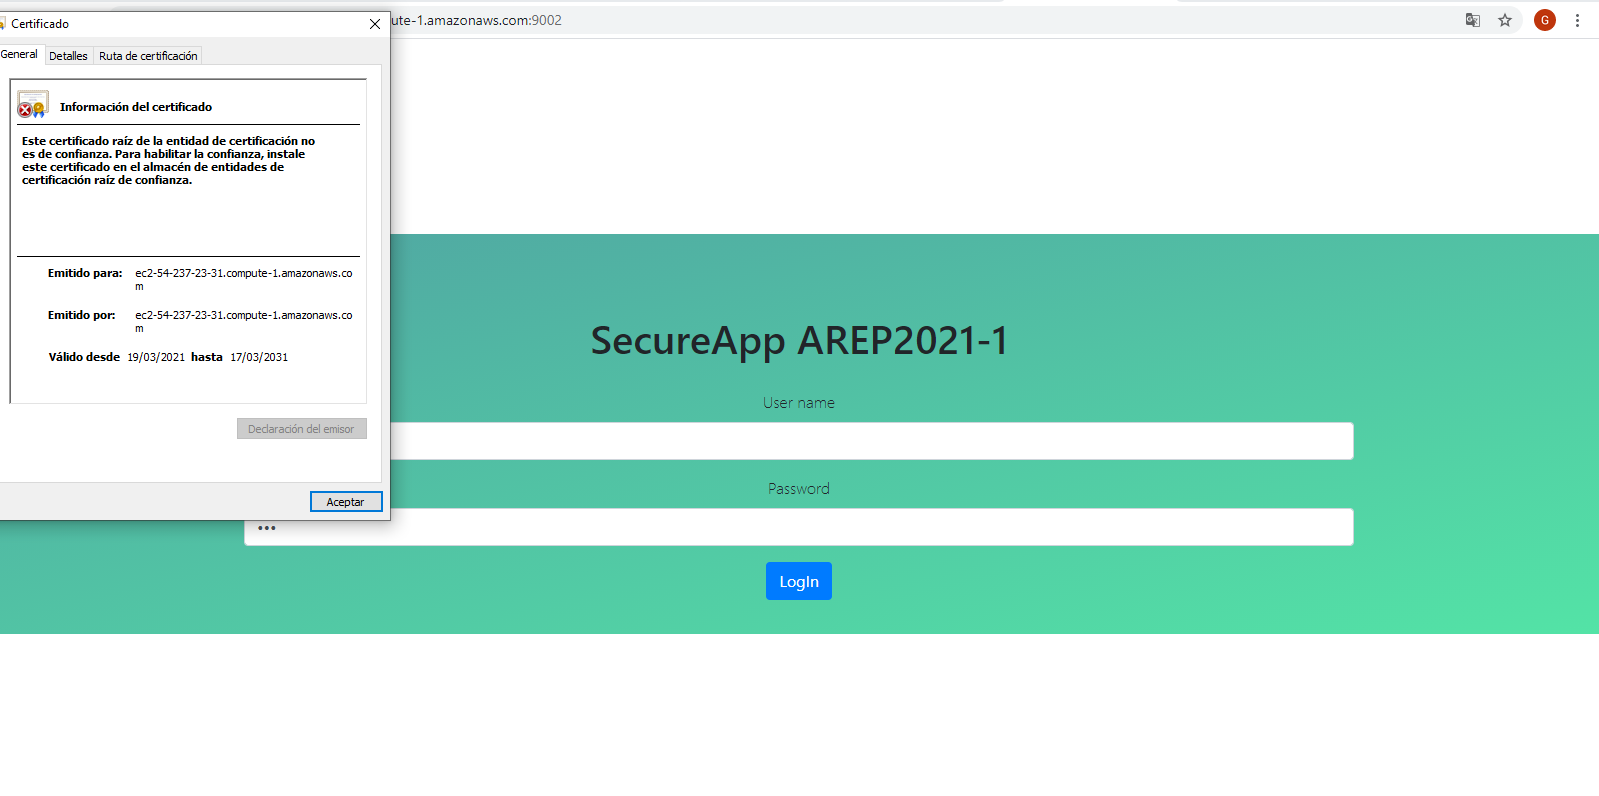 Certificado
ute-1.amazonaws.com:9002
G
General
Detalles
Ruta de certificación
Información del certificado
Este certificado raíz de la entidad de certificación no
es de confianza. Para habilitar la confianza, instale
este certificado en el almacén de entidades de
certificación raíz de confianza.
Emitido para: ec2-54-237-23-31.compute-1.amazonaws.co
m
Emitido por: ec2-54-237-23-31.compute-1.amazonaws.co
m
Válido desde 19/03/2021 hasta 17/03/2031
Declaración del emisor
Aceptar
SecureApp AREP2021-1
User name
Password
•••
LogIn